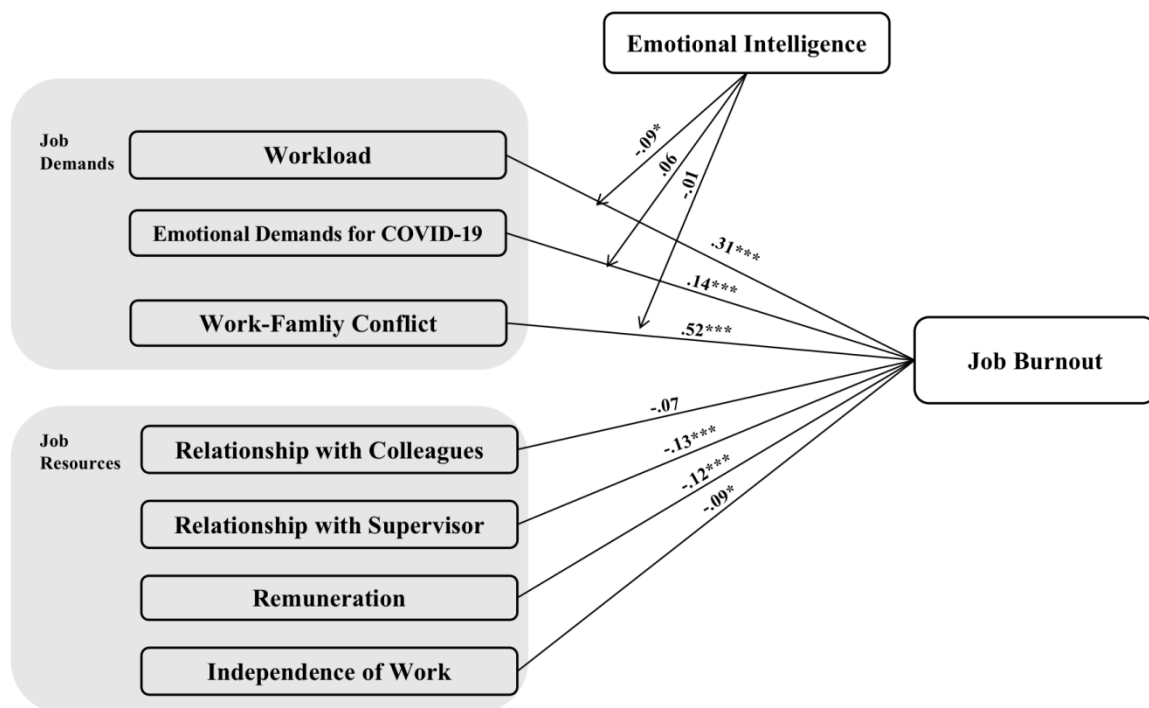 Emotional Intelligence
Job
Demands
Workload
Emotional Demands for COVID-19
Work-Famliy Conflict
-.09*
.06
-.01
.31***
.14***
.52***
Job Burnout
Job
Resources
Relationship with Colleagues
Relationship with Supervisor
Remuneration
Independence of Work
-.07
-.13***
-.12***
-.09*